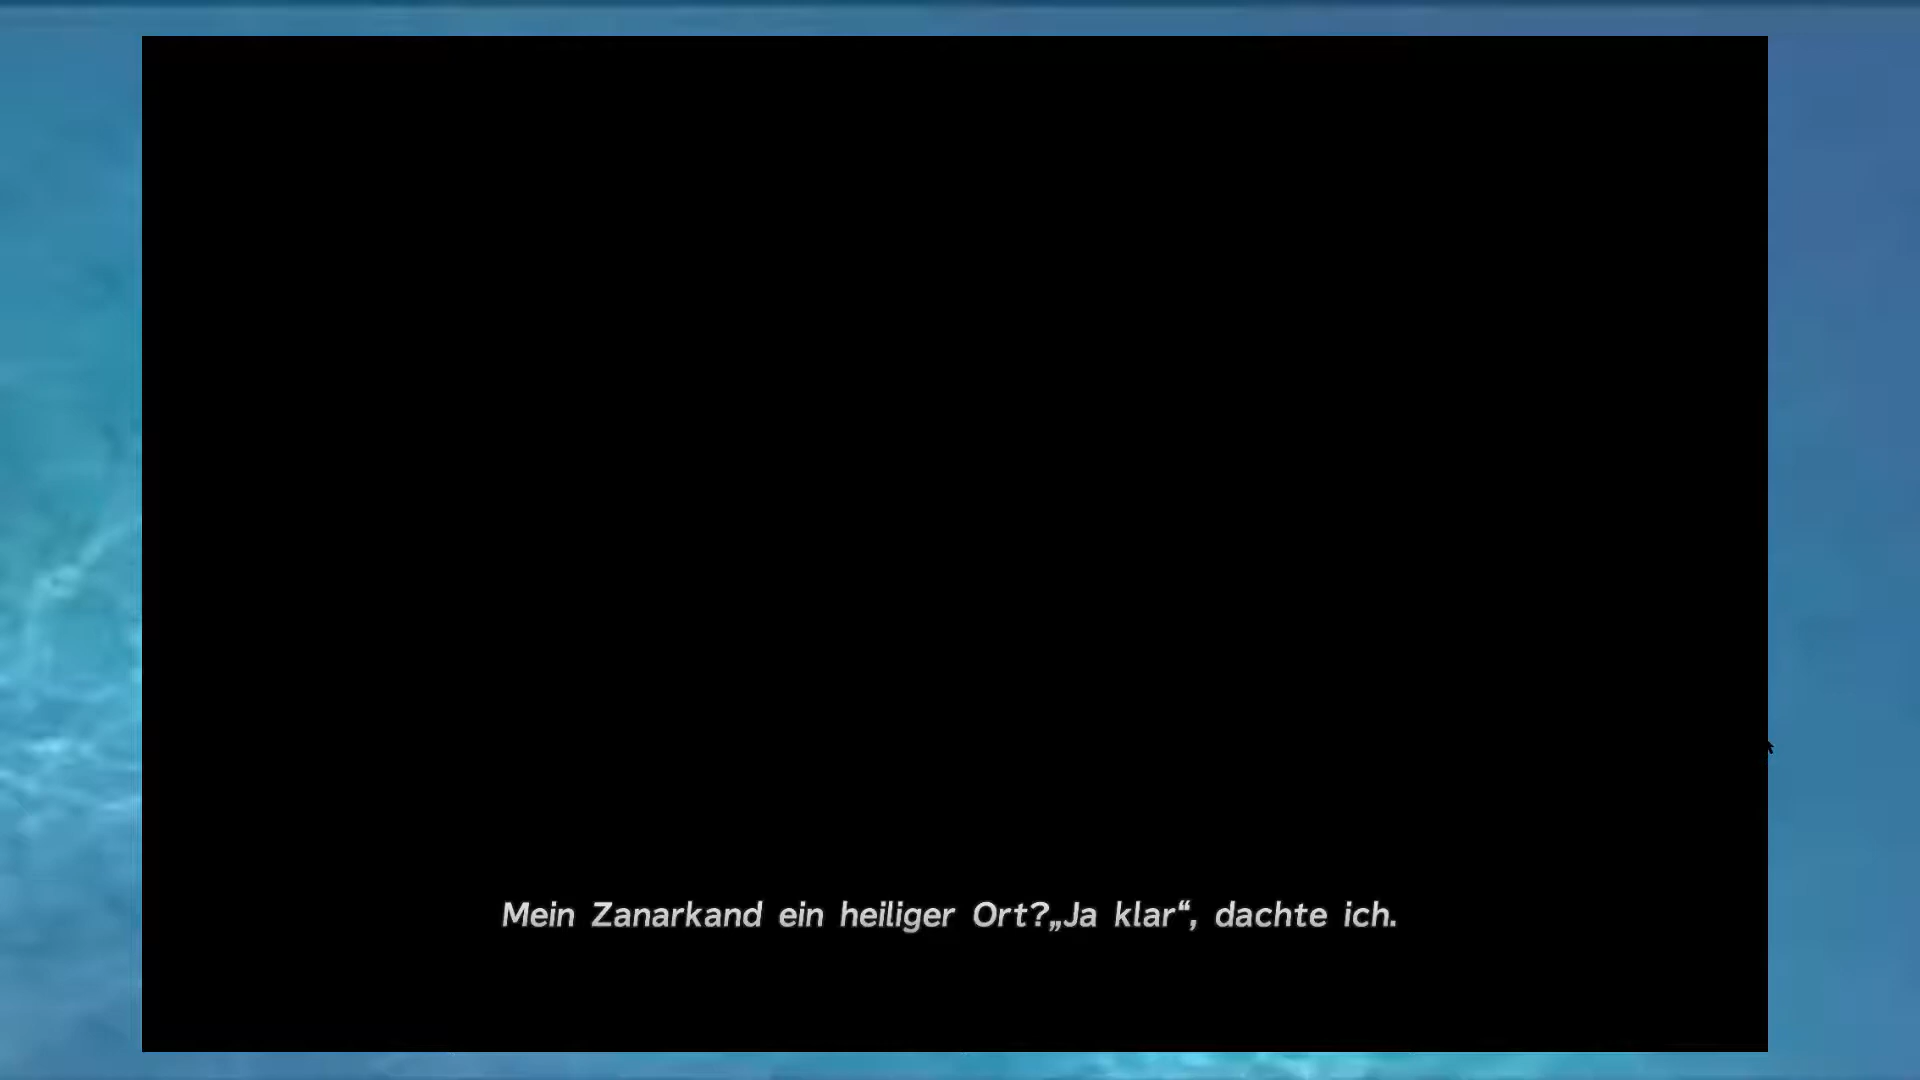 Mein Zanarkand ein heiliger Ort?„Ja klar“, dachte ich.